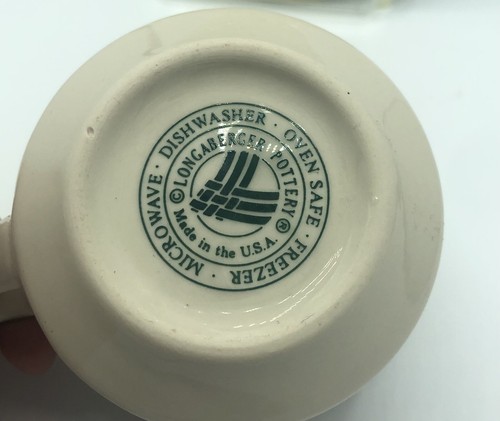 MICROWAVE · DISHWASHER · OVEN SAFE · FREEZER ·
© LONGABERGER POTTERY ®
Made in the U.S.A.